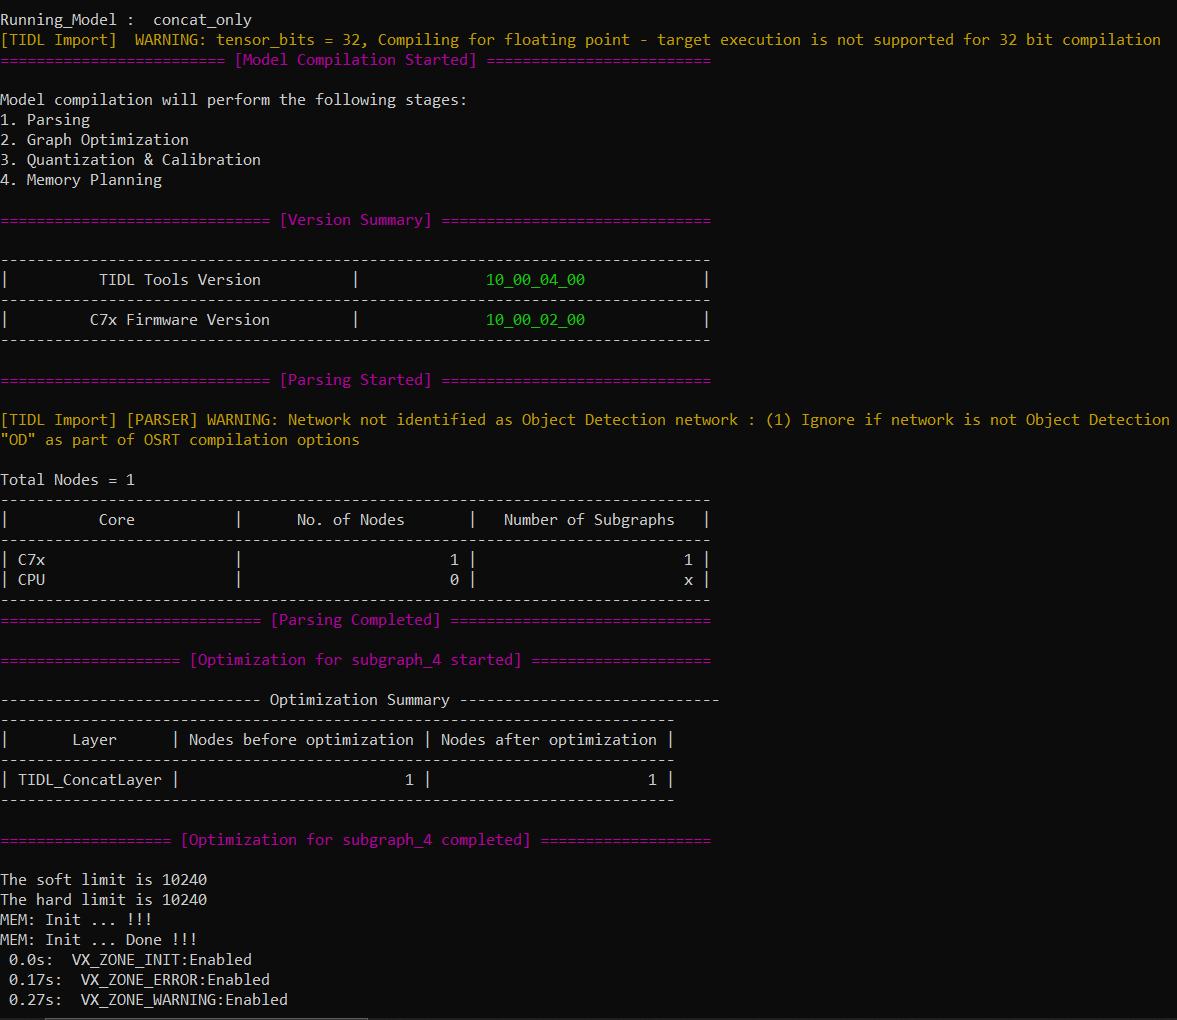 Running_Model :  concat_only
[TIDL Import]  WARNING: tensor_bits = 32, Compiling for floating point - target execution is not supported for 32 bit compilation
========================= [Model Compilation Started] =========================
Model compilation will perform the following stages:
1. Parsing
2. Graph Optimization
3. Quantization & Calibration
4. Memory Planning
============================== [Version Summary] ==============================
-------------------------------------------------------------------------------
|          TIDL Tools Version          |              10_00_04_00             |
-------------------------------------------------------------------------------
|         C7x Firmware Version         |              10_00_02_00             |
-------------------------------------------------------------------------------
============================== [Parsing Started] ==============================
[TIDL Import] [PARSER] WARNING: Network not identified as Object Detection network : (1) Ignore if network is not Object Detection
"OD" as part of OSRT compilation options
Total Nodes = 1
-------------------------------------------------------------------------------
|          Core           |      No. of Nodes       |   Number of Subgraphs   |
-------------------------------------------------------------------------------
| C7x                     |                       1 |                       1 |
| CPU                     |                       0 |                       x |
-------------------------------------------------------------------------------
============================= [Parsing Completed] =============================
==================== [Optimization for subgraph_4 started] ====================
----------------------------- Optimization Summary -----------------------------
---------------------------------------------------------------------------
|       Layer      | Nodes before optimization | Nodes after optimization |
---------------------------------------------------------------------------
| TIDL_ConcatLayer |                         1 |                        1 |
---------------------------------------------------------------------------
=================== [Optimization for subgraph_4 completed] ===================
The soft limit is 10240
The hard limit is 10240
MEM: Init ... !!!
MEM: Init ... Done !!!
 0.0s:  VX_ZONE_INIT:Enabled
 0.17s:  VX_ZONE_ERROR:Enabled
 0.27s:  VX_ZONE_WARNING:Enabled